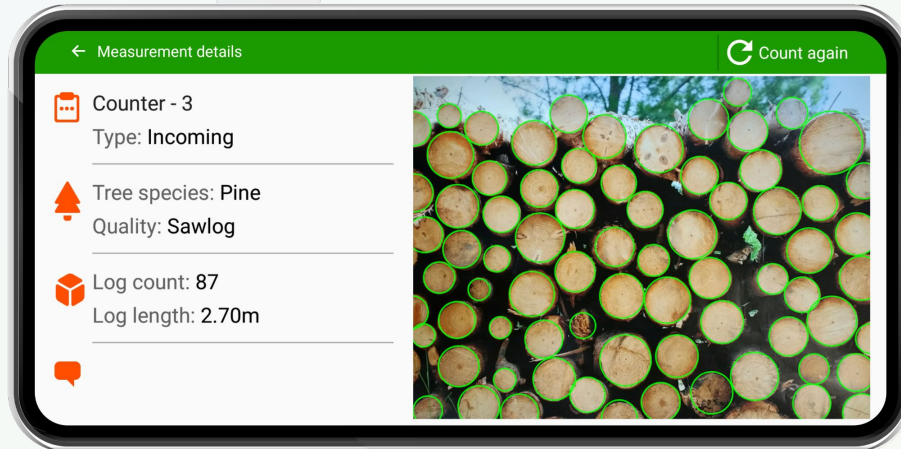 Measurement details
Count again
Counter - 3
Type: Incoming
Tree species: Pine
Quality: Sawlog
Log count: 87
Log length: 2.70m